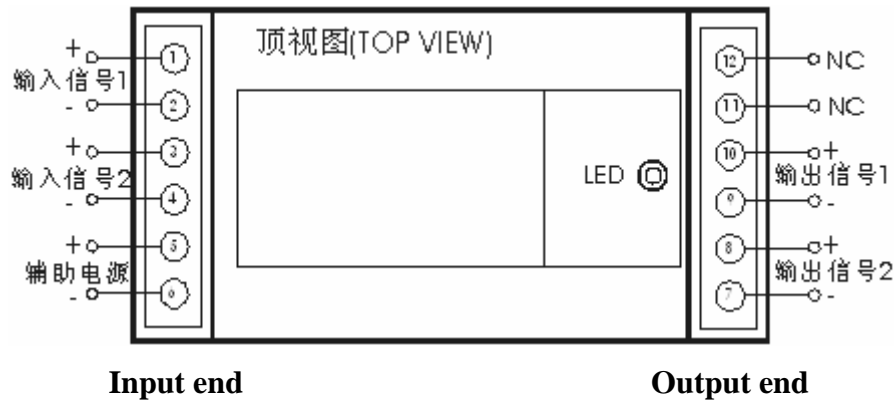 顶视图(TOP VIEW)
+
输入信号1
-
+
输入信号2
-
+
辅助电源
-
1
2
3
4
5
6
LED
12
11
10
9
8
7
NC
NC
+
输出信号1
-
+
输出信号2
-
Input end
Output end